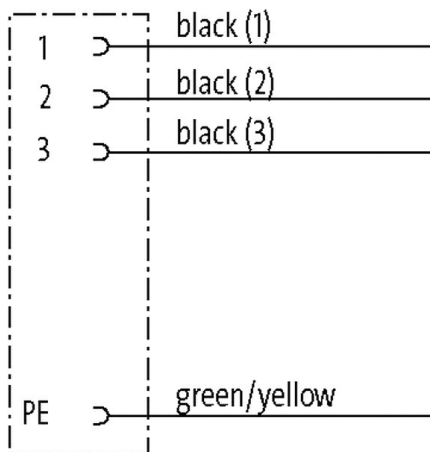 1 black (1)
2 black (2)
3 black (3)
PE green/yellow